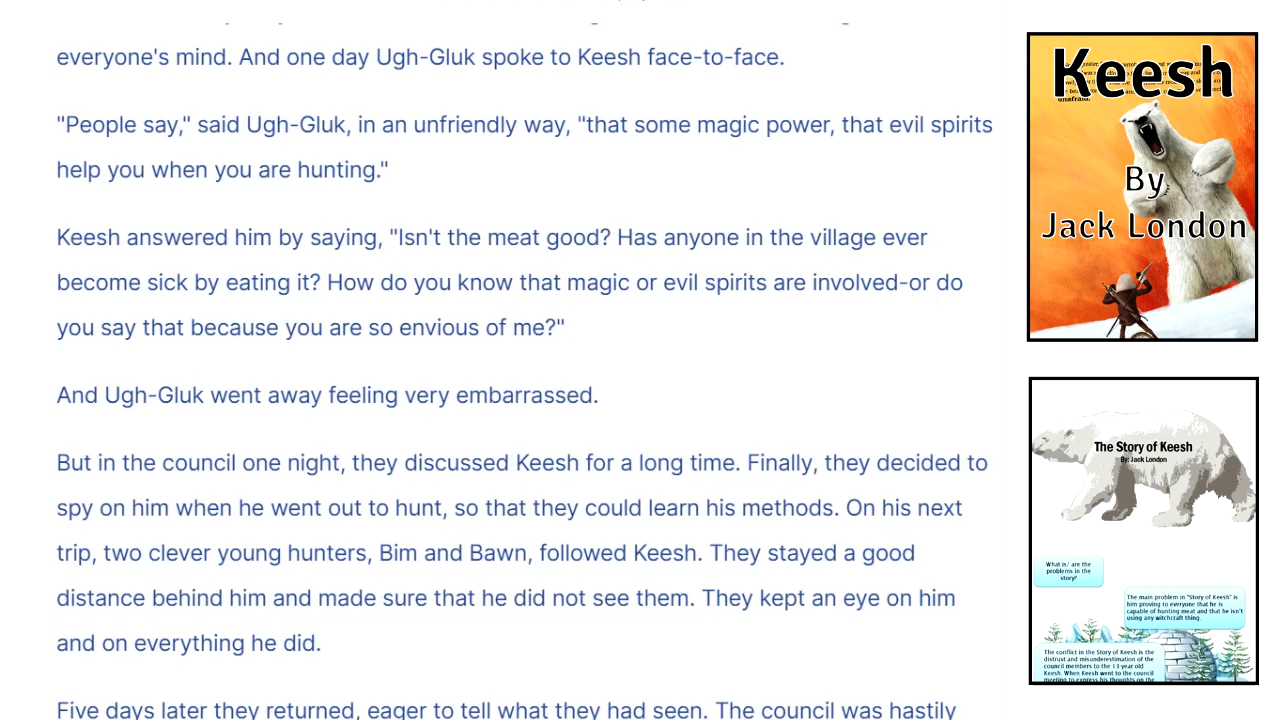 everyone's mind. And one day Ugh-Gluk spoke to Keesh face-to-face.
"People say," said Ugh-Gluk, in an unfriendly way, "that some magic power, that evil spirits
help you when you are hunting."
Keesh answered him by saying, "Isn't the meat good? Has anyone in the village ever
become sick by eating it? How do you know that magic or evil spirits are involved-or do
you say that because you are so envious of me?"
And Ugh-Gluk went away feeling very embarrassed.
But in the council one night, they discussed Keesh for a long time. Finally, they decided to
spy on him when he went out to hunt, so that they could learn his methods. On his next
trip, two clever young hunters, Bim and Bawn, followed Keesh. They stayed a good
distance behind him and made sure that he did not see them. They kept an eye on him
and on everything he did.
Five days later they returned, eager to tell what they had seen. The council was hastily
Keesh
unafraid.
By
Jack London
The Story of Keesh
By: Jack London
What is/ are the
problems in the
story?
The main problem in "Story of Keesh" is
him proving to everyone that he is
capable of hunting meat and that he isn't
using any witchcraft thing.
The conflict in the Story of Keesh is the
distrust and misunderestimation of the
council members to the 13-year old
Keesh. When Keesh went to the council
meeting to express his thoughts on the